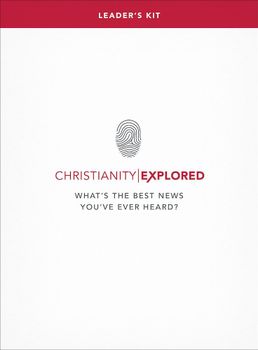 LEADER'S KIT
CHRISTIANITY|EXPLORED
WHAT'S THE BEST NEWS
YOU'VE EVER HEARD?